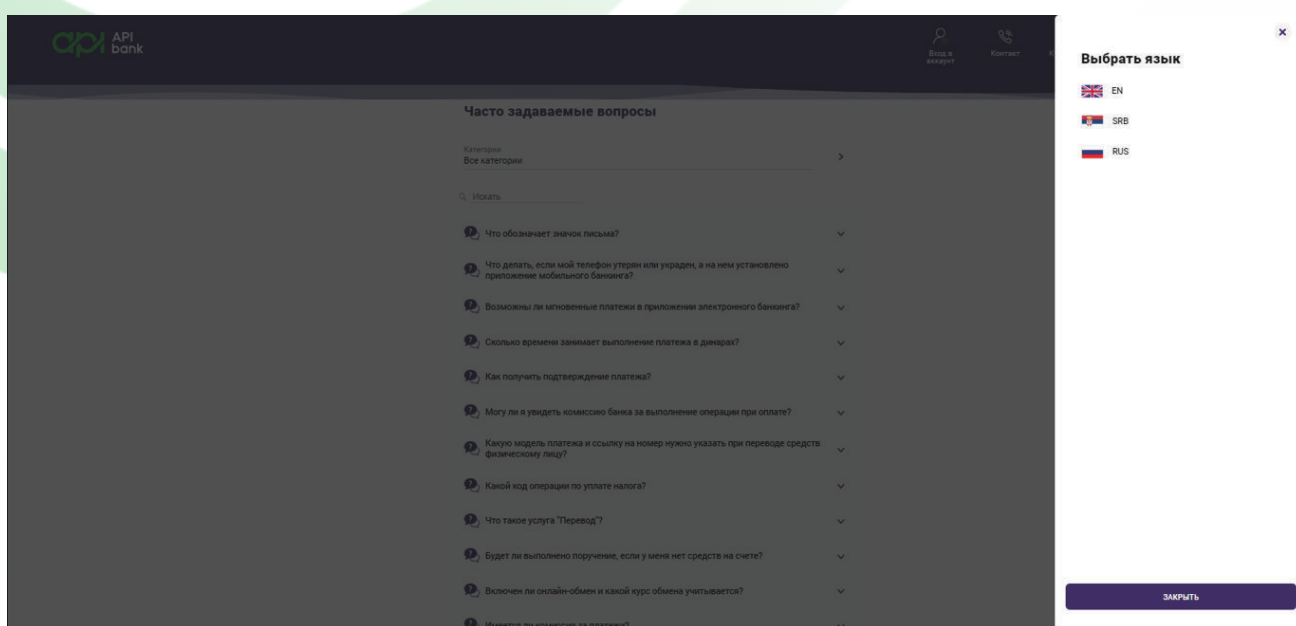 API
bank
Вход в
аккаунт
Контакт
Часто задаваемые вопросы
Категории
Все категории
Искать
Что обозначает значок письма?
Что делать, если мой телефон утерян или украден, а на нем установлено
приложение мобильного банкинга?
Возможны ли мгновенные платежи в приложении электронного банкинга?
Сколько времени занимает выполнение платежа в динарах?
Как получить подтверждение платежа?
Могу ли я увидеть комиссию банка за выполнение операции при оплате?
Какую модель платежа и ссылку на номер нужно указать при переводе средств
физическому лицу?
Какой код операции по уплате налога?
Что такое услуга "Перевод"?
Будет ли выполнено поручение, если у меня нет средств на счете?
Включен ли онлайн-обмен и какой курс обмена учитывается?
Выбрать язык
EN
SRB
RUS
ЗАКРЫТЬ